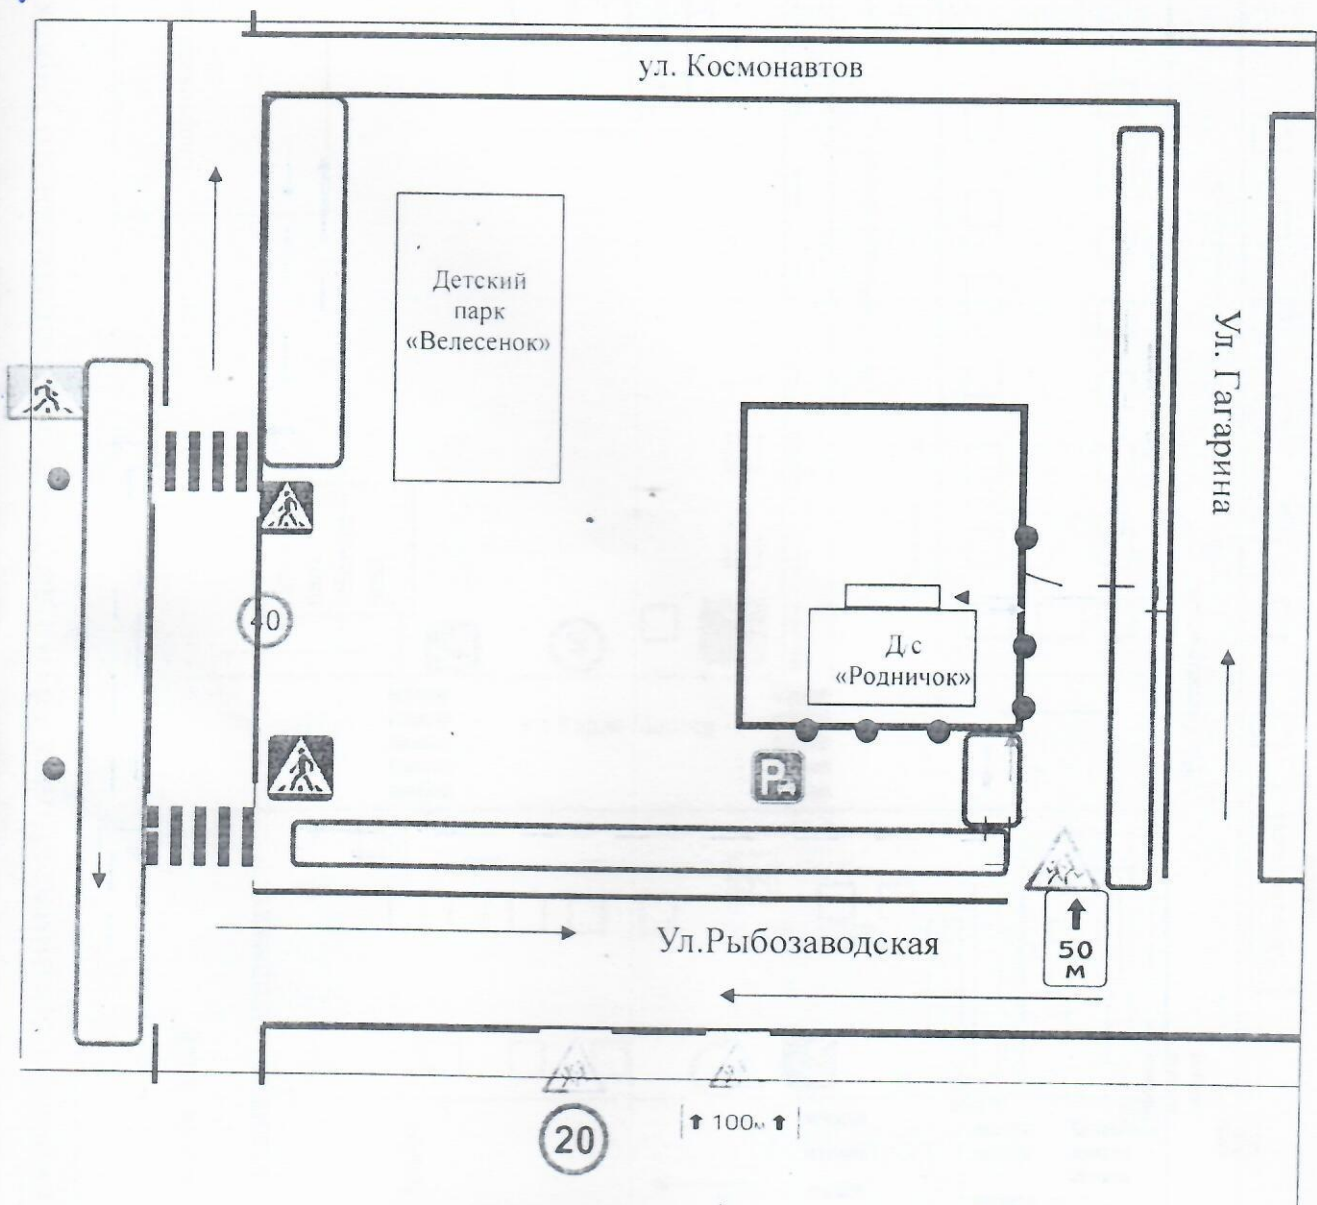 ул. Космонавтов
Детский
парк
«Велесенок»
Ул. Гагарина
40
Д/с
«Родничок»
P
Ул.Рыбозаводская
50
м
20
100м